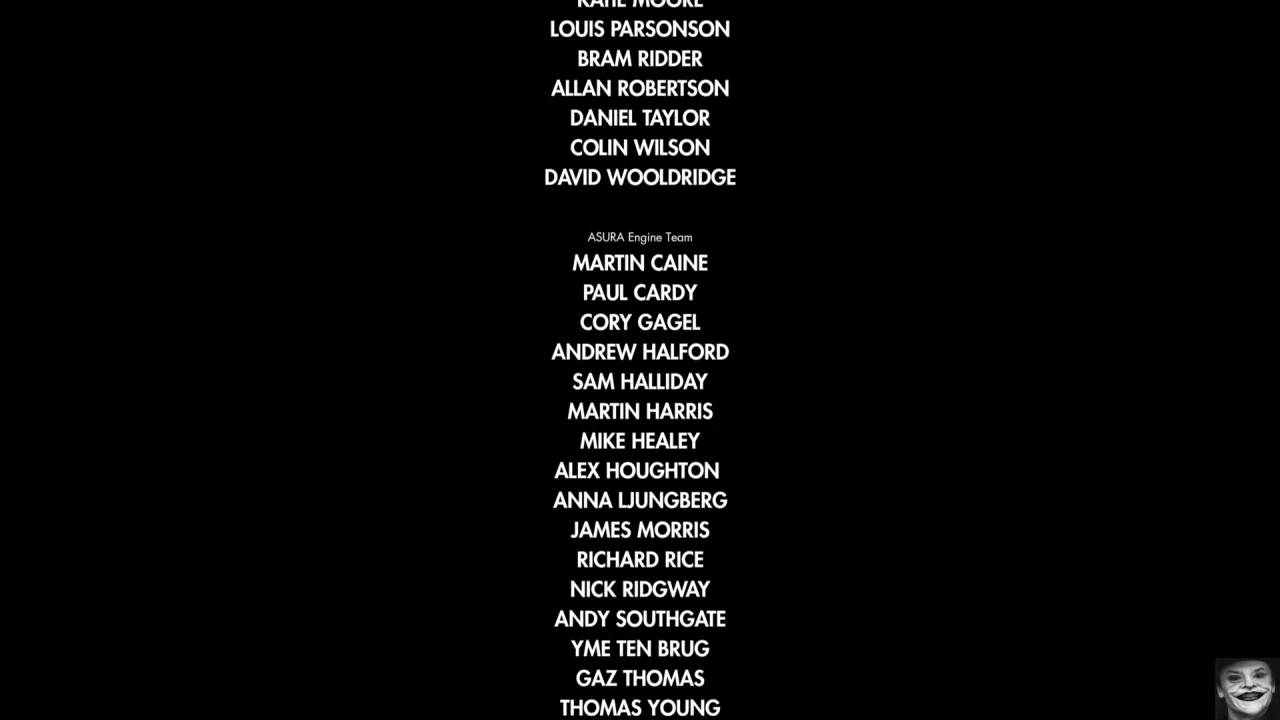 KATIE MOORE
LOUIS PARSONSON
BRAM RIDDER
ALLAN ROBERTSON
DANIEL TAYLOR
COLIN WILSON
DAVID WOOLDRIDGE
ASURA Engine Team
MARTIN CAINE
PAUL CARDY
CORY GAGEL
ANDREW HALFORD
SAM HALLIDAY
MARTIN HARRIS
MIKE HEALEY
ALEX HOUGHTON
ANNA LJUNGBERG
JAMES MORRIS
RICHARD RICE
NICK RIDGWAY
ANDY SOUTHGATE
YME TEN BRUG
GAZ THOMAS
THOMAS YOUNG